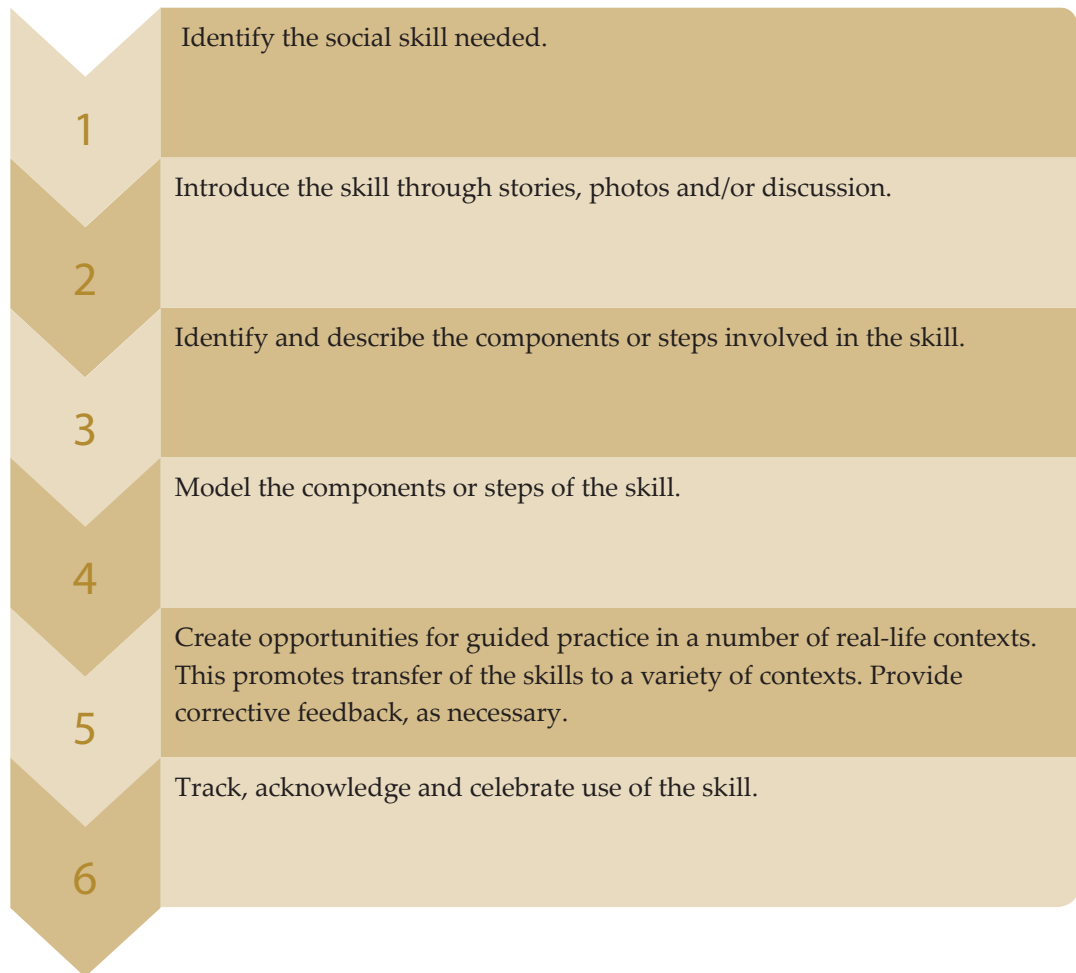 Identify the social skill needed.
1
Introduce the skill through stories, photos and/or discussion.
2
Identify and describe the components or steps involved in the skill.
3
Model the components or steps of the skill.
4
Create opportunities for guided practice in a number of real-life contexts.
This promotes transfer of the skills to a variety of contexts. Provide
corrective feedback, as necessary.
5
Track, acknowledge and celebrate use of the skill.
6